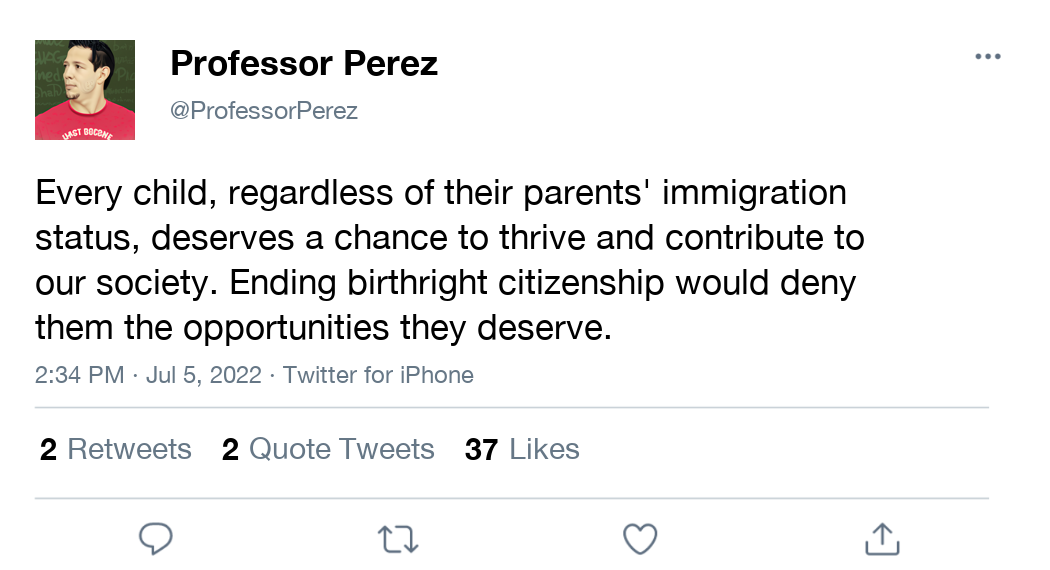 Professor Perez
@ProfessorPerez
Every child, regardless of their parents' immigration
status, deserves a chance to thrive and contribute to
our society. Ending birthright citizenship would deny
them the opportunities they deserve.
2:34 PM · Jul 5, 2022 · Twitter for iPhone
2 Retweets 2 Quote Tweets 37 Likes